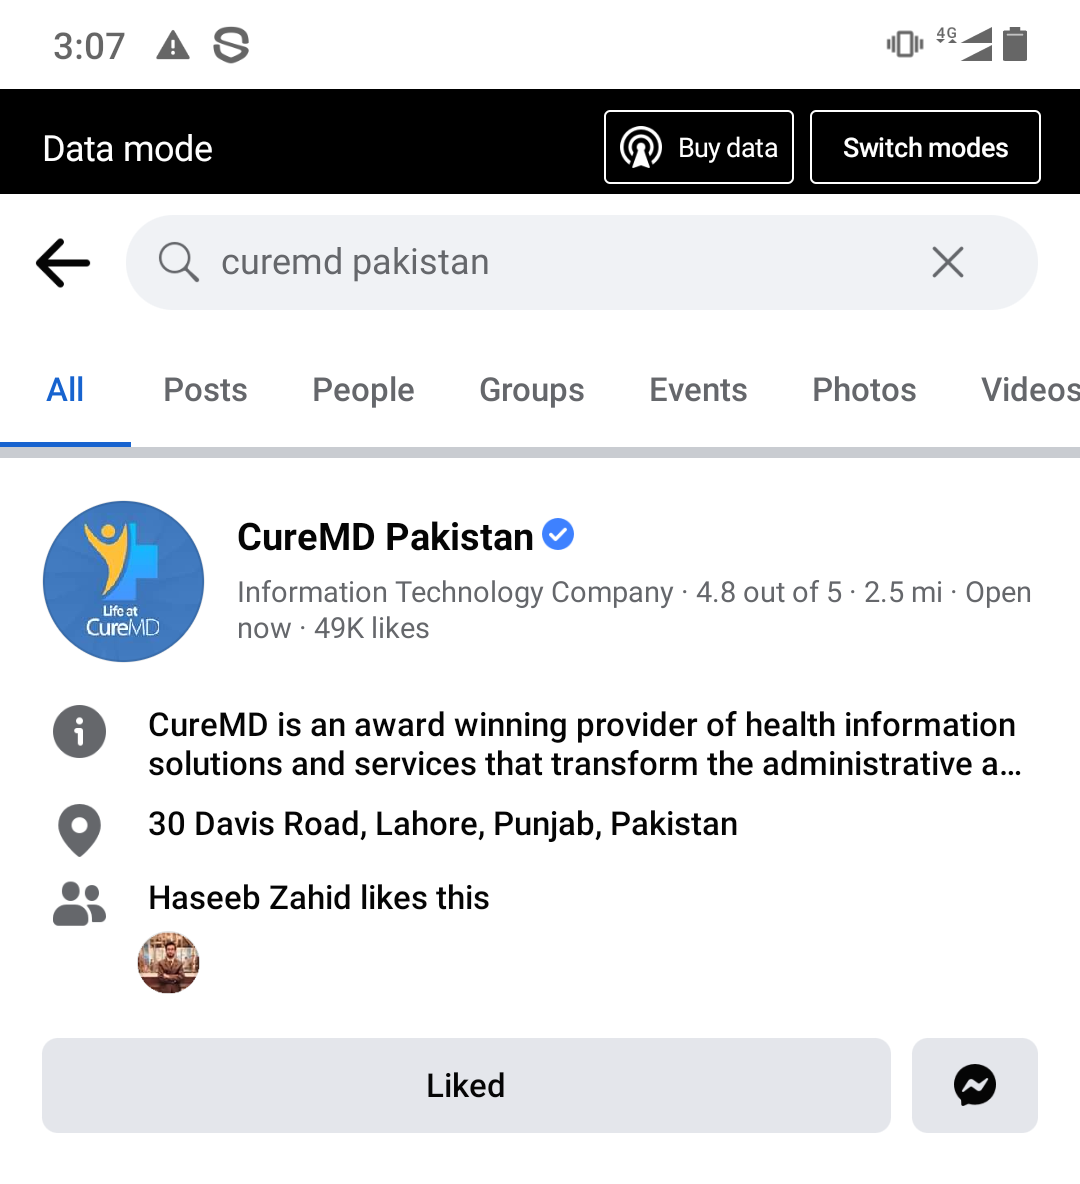 3:07
4G
Data mode
Buy data
Switch modes
curemd pakistan
All Posts People Groups Events Photos Videos
CureMD Pakistan
Life at
CureMD
Information Technology Company · 4.8 out of 5 · 2.5 mi · Open
now · 49K likes
CureMD is an award winning provider of health information
solutions and services that transform the administrative a...
30 Davis Road, Lahore, Punjab, Pakistan
Haseeb Zahid likes this
Liked